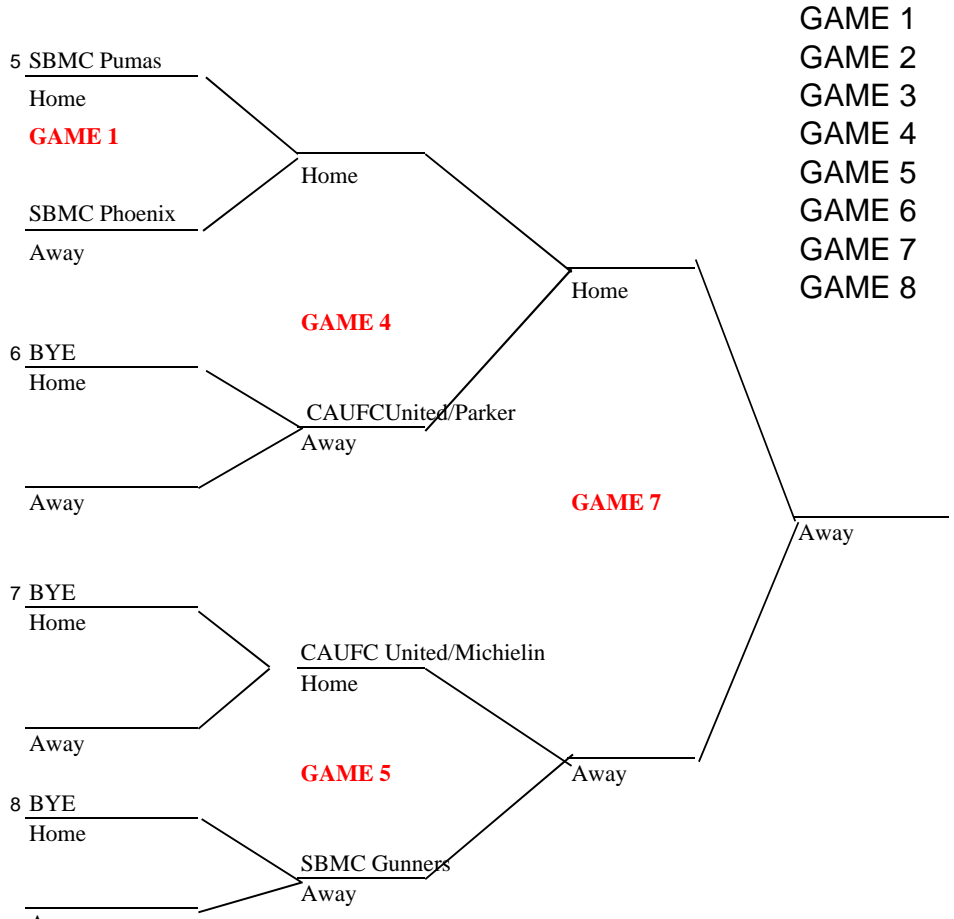 GAME 1
GAME 2
GAME 3
GAME 4
GAME 5
GAME 6
GAME 7
GAME 8
5 SBMC Pumas
Home
GAME 1
Home
SBMC Phoenix
Away
Home
GAME 4
6 BYE
Home
CAUFCUnited/Parker
Away
Away
GAME 7
Away
7 BYE
Home
CAUFC United/Michielin
Home
Away
GAME 5
Away
8 BYE
Home
SBMC Gunners
Away